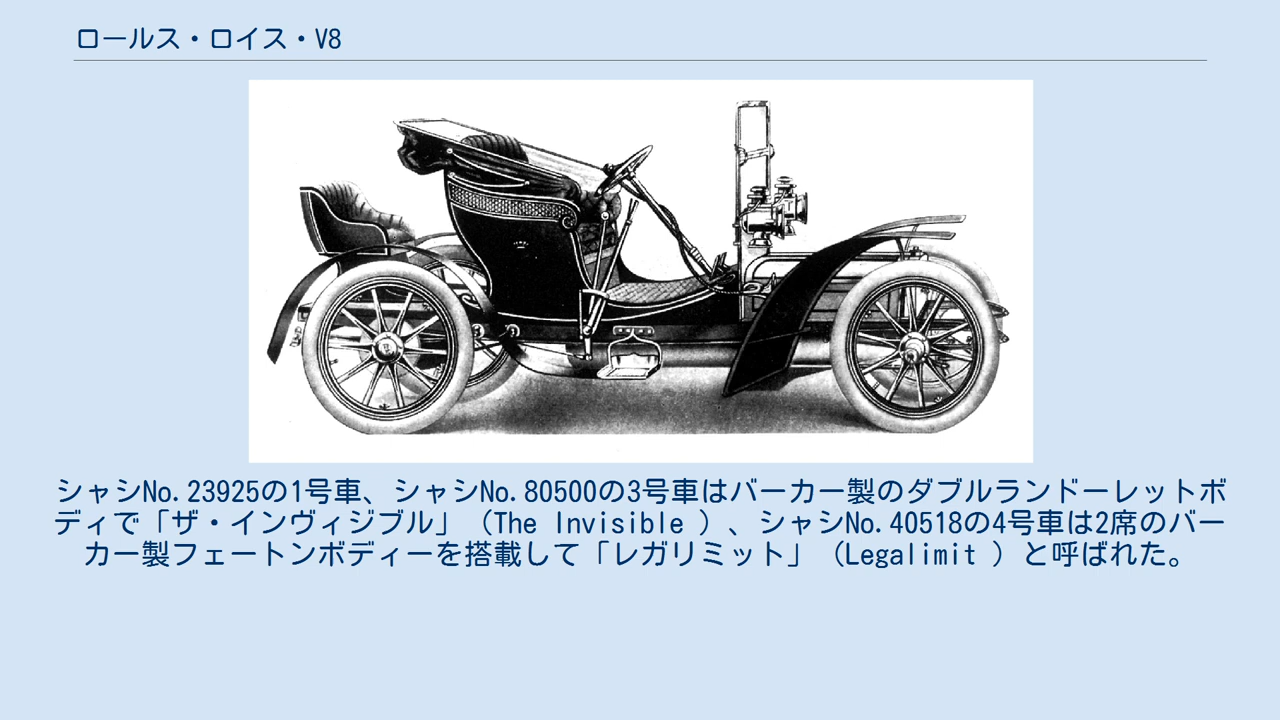 ロールス・ロイス・V8
シャシNo.23925の1号車、シャシNo.80500の3号車はバーカー製のダブルランドーレットボ
ディで「ザ・インヴィジブル」（The Invisible ）、シャシNo.40518の4号車は2席のバー
カー製フェートンボディーを搭載して「レガリミット」（Legalimit ）と呼ばれた。